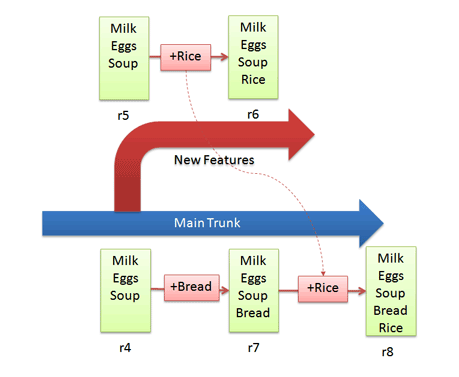 Milk
Eggs
Soup
+Rice
Milk
Eggs
Soup
Rice
r5
r6
New Features
Main Trunk
Milk
Eggs
Soup
+Bread
Milk
Eggs
Soup
Bread
+Rice
Milk
Eggs
Soup
Bread
Rice
r4
r7
r8